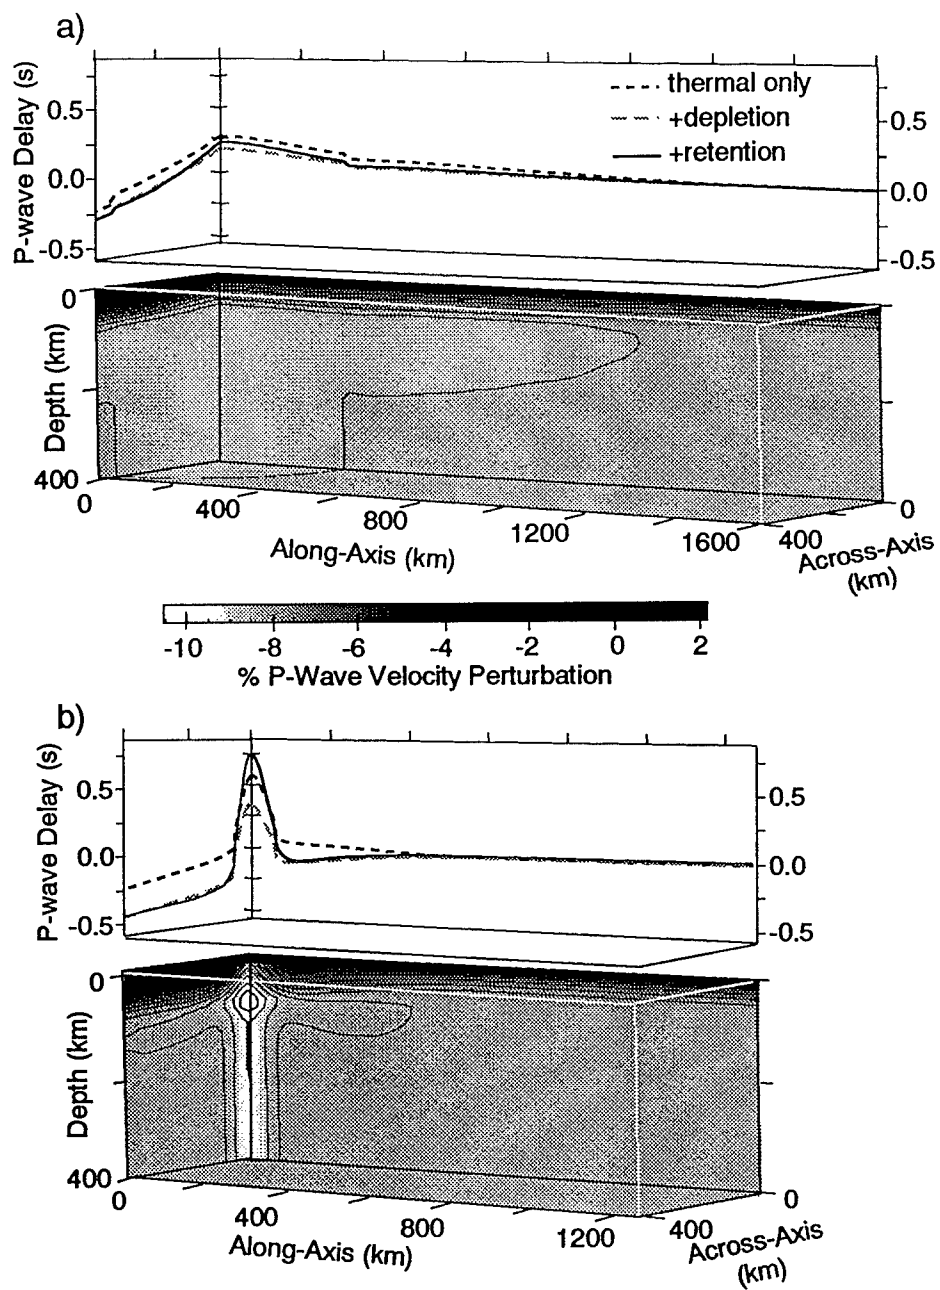 a)
P-wave Delay (s)
0.5
0.0
-0.5
thermal only
+depletion
+retention
0.5
0.0
-0.5
Depth (km)
0
400
0
400
800
1200
1600
Along-Axis (km)
400
0
Across-Axis
(km)
-10 -8 -6 -4 -2 0 2
% P-Wave Velocity Perturbation
b)
P-wave Delay (s)
0.5
0.0
-0.5
0.5
0.0
-0.5
Depth (km)
0
400
0
400
800
1200
Along-Axis (km)
400
0
Across-Axis
(km)